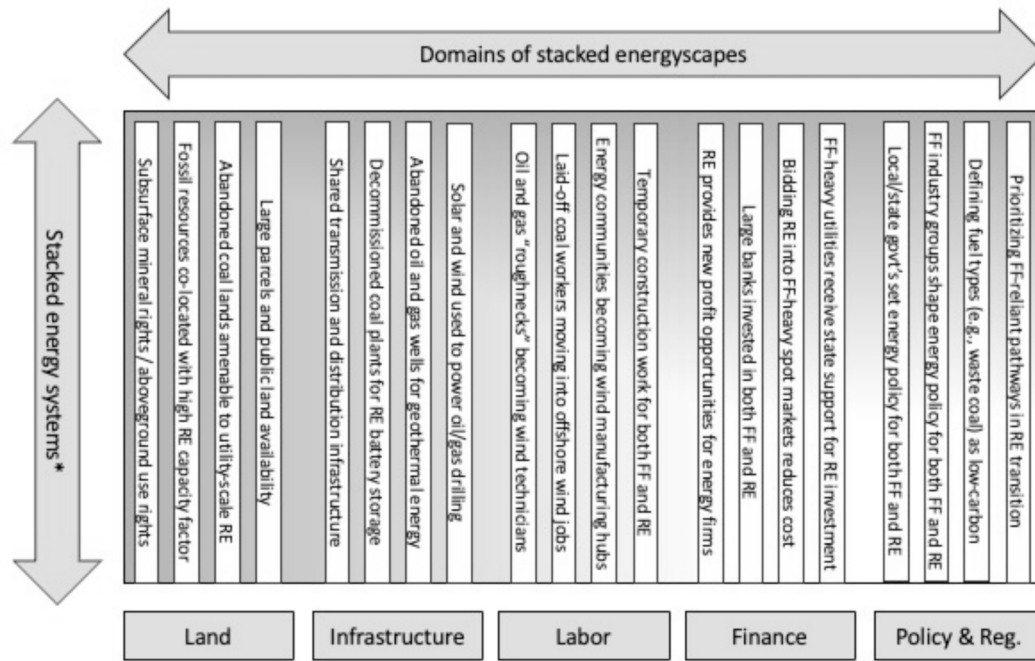 Domains of stacked energyscapes
Stacked energy systems*
Subsurface mineral rights / aboveground use rights
Fossil resources co-located with high RE capacity factor
Abandoned coal lands amenable to utility-scale RE
Large parcels and public land availability
Shared transmission and distribution infrastructure
Decommissioned coal plants for RE battery storage
Abandoned oil and gas wells for geothermal energy
Solar and wind used to power oil/gas drilling
Oil and gas "roughnecks" becoming wind technicians
Laid-off coal workers moving into offshore wind jobs
Energy communities becoming wind manufacturing hubs
Temporary construction work for both FF and RE
RE provides new profit opportunities for energy firms
Large banks invested in both FF and RE
Bidding RE into FF-heavy spot markets reduces cost
FF-heavy utilities receive state support for RE investment
Local/state govt's set energy policy for both FF and RE
FF industry groups shape energy policy for both FF and RE
Defining fuel types (e.g., waste coal) as low-carbon
Prioritizing FF-reliant pathways in RE transition
Land
Infrastructure
Labor
Finance
Policy & Reg.